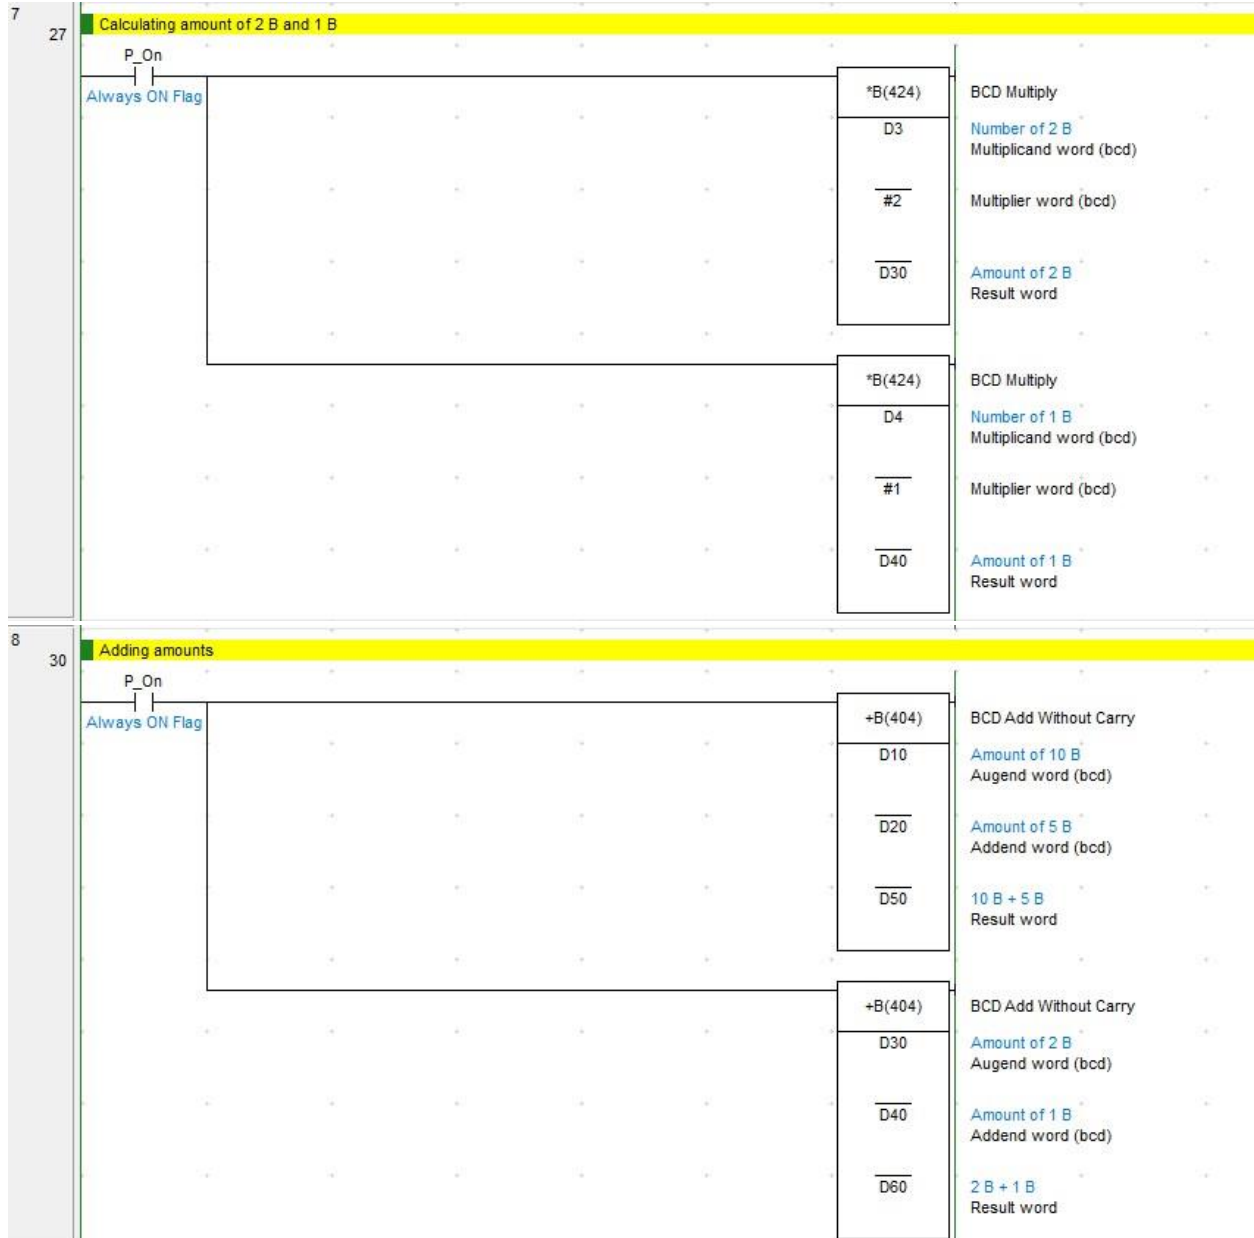 7
27
Calculating amount of 2 B and 1 B
P_On
Always ON Flag
*B(424)
BCD Multiply
D3
Number of 2 B
Multiplicand word (bcd)
#2
Multiplier word (bcd)
D30
Amount of 2 B
Result word
*B(424)
BCD Multiply
D4
Number of 1 B
Multiplicand word (bcd)
#1
Multiplier word (bcd)
D40
Amount of 1 B
Result word
8
30
Adding amounts
P_On
Always ON Flag
+B(404)
BCD Add Without Carry
D10
Amount of 10 B
Augend word (bcd)
D20
Amount of 5 B
Addend word (bcd)
D50
10 B + 5 B
Result word
+B(404)
BCD Add Without Carry
D30
Amount of 2 B
Augend word (bcd)
D40
Amount of 1 B
Addend word (bcd)
D60
2 B + 1 B
Result word